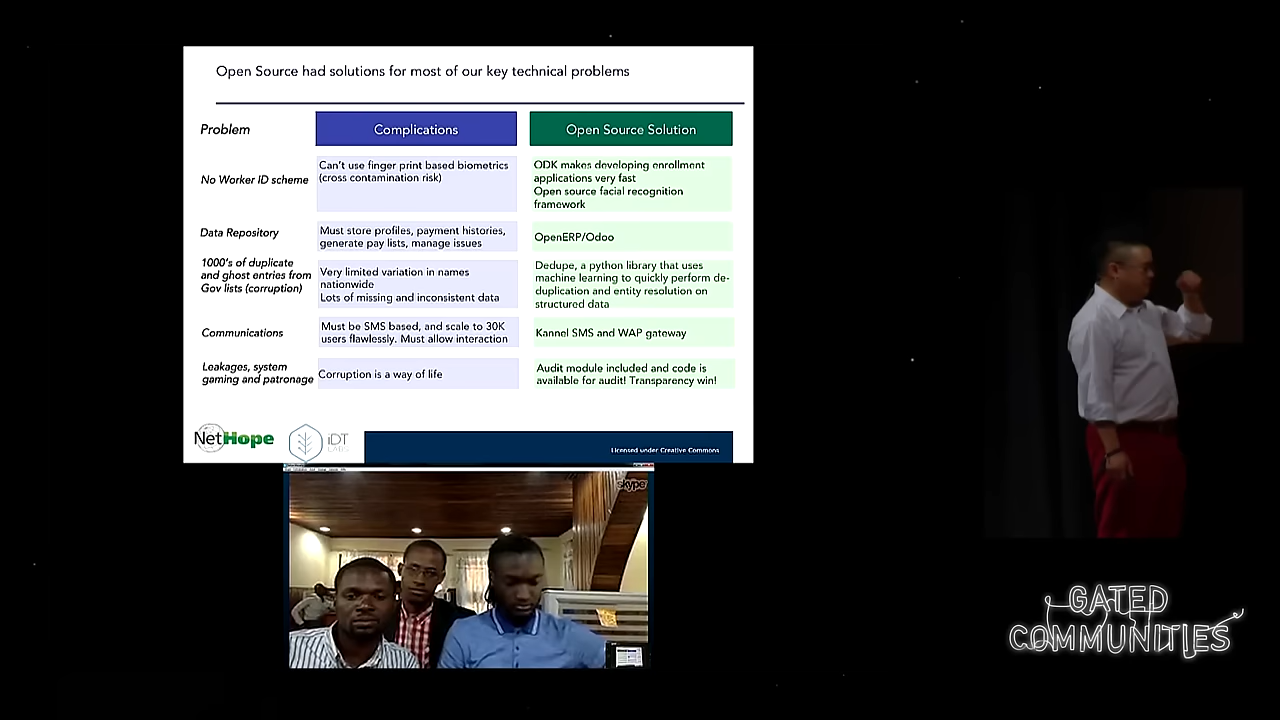 Open Source had solutions for most of our key technical problems
Problem
Complications
Open Source Solution
No Worker ID scheme
Can't use finger print based biometrics
(cross contamination risk)
ODK makes developing enrollment
applications very fast
Open source facial recognition
framework
Data Repository
Must store profiles, payment histories,
generate pay lists, manage issues
OpenERP/Odoo
1000's of duplicate
and ghost entries from
Gov lists (corruption)
Very limited variation in names
nationwide
Lots of missing and inconsistent data
Dedupe, a python library that uses
machine learning to quickly perform de-
duplication and entity resolution on
structured data
Communications
Must be SMS based, and scale to 30K
users flawlessly. Must allow interaction
Kannel SMS and WAP gateway
Leakages, system
gaming and patronage
Corruption is a way of life
Audit module included and code is
available for audit! Transparency win!
NetHope
iDT
LABS
Licensed under Creative Commons
skype
GATED
COMMUNITIES